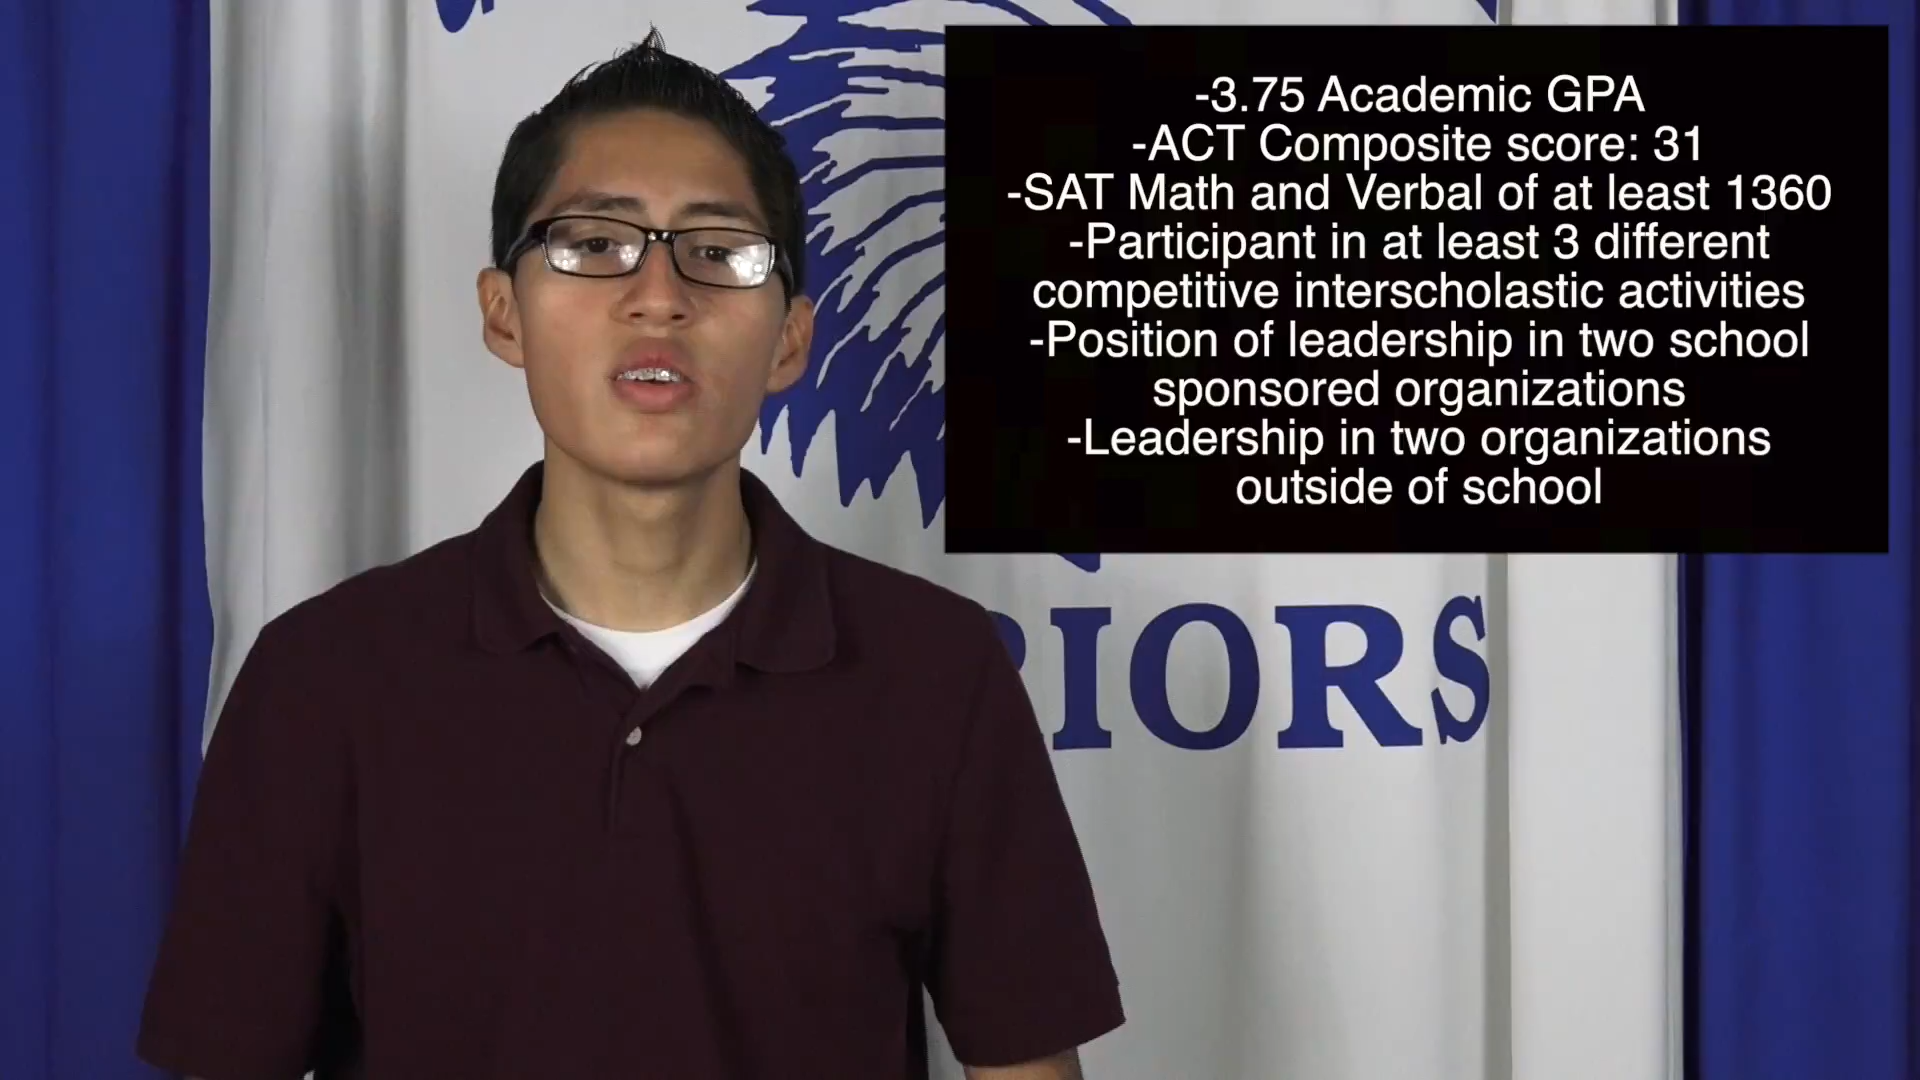 -3.75 Academic GPA
-ACT Composite score: 31
-SAT Math and Verbal of at least 1360
-Participant in at least 3 different
competitive interscholastic activities
-Position of leadership in two school
sponsored organizations
-Leadership in two organizations
outside of school
RIORS